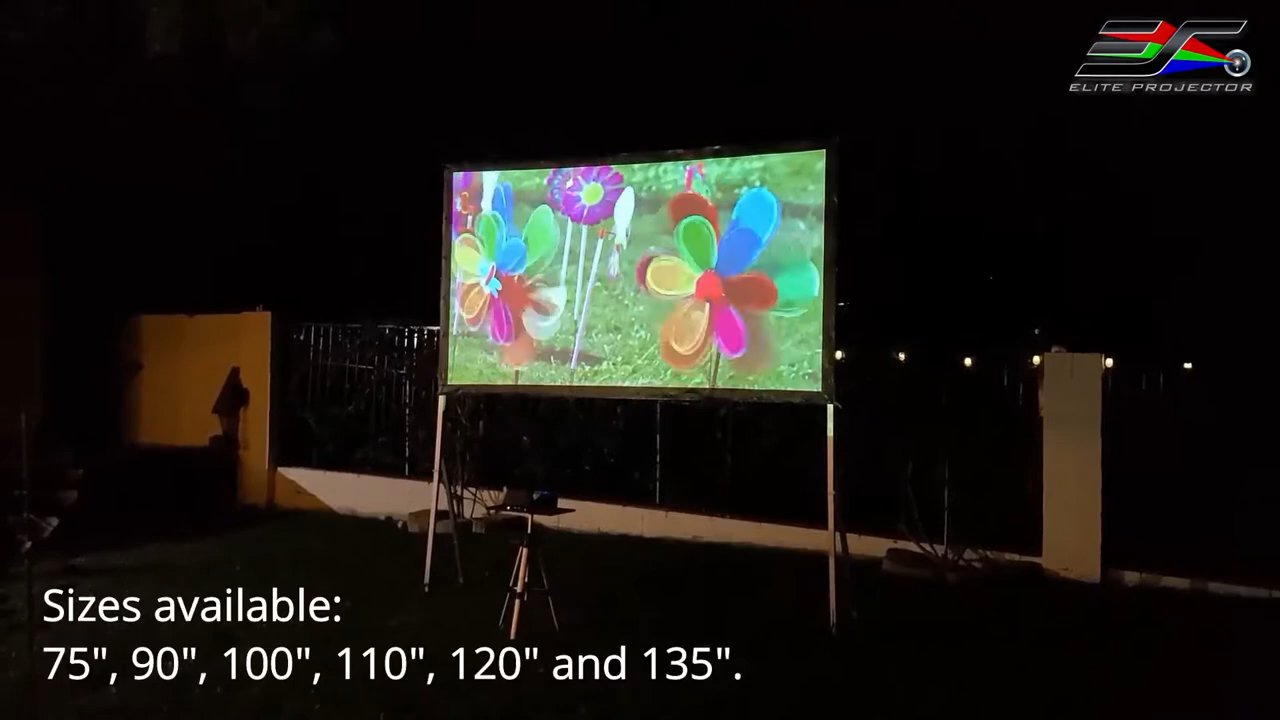 ELITE PROJECTOR
Sizes available:
75", 90", 100", 110", 120" and 135".